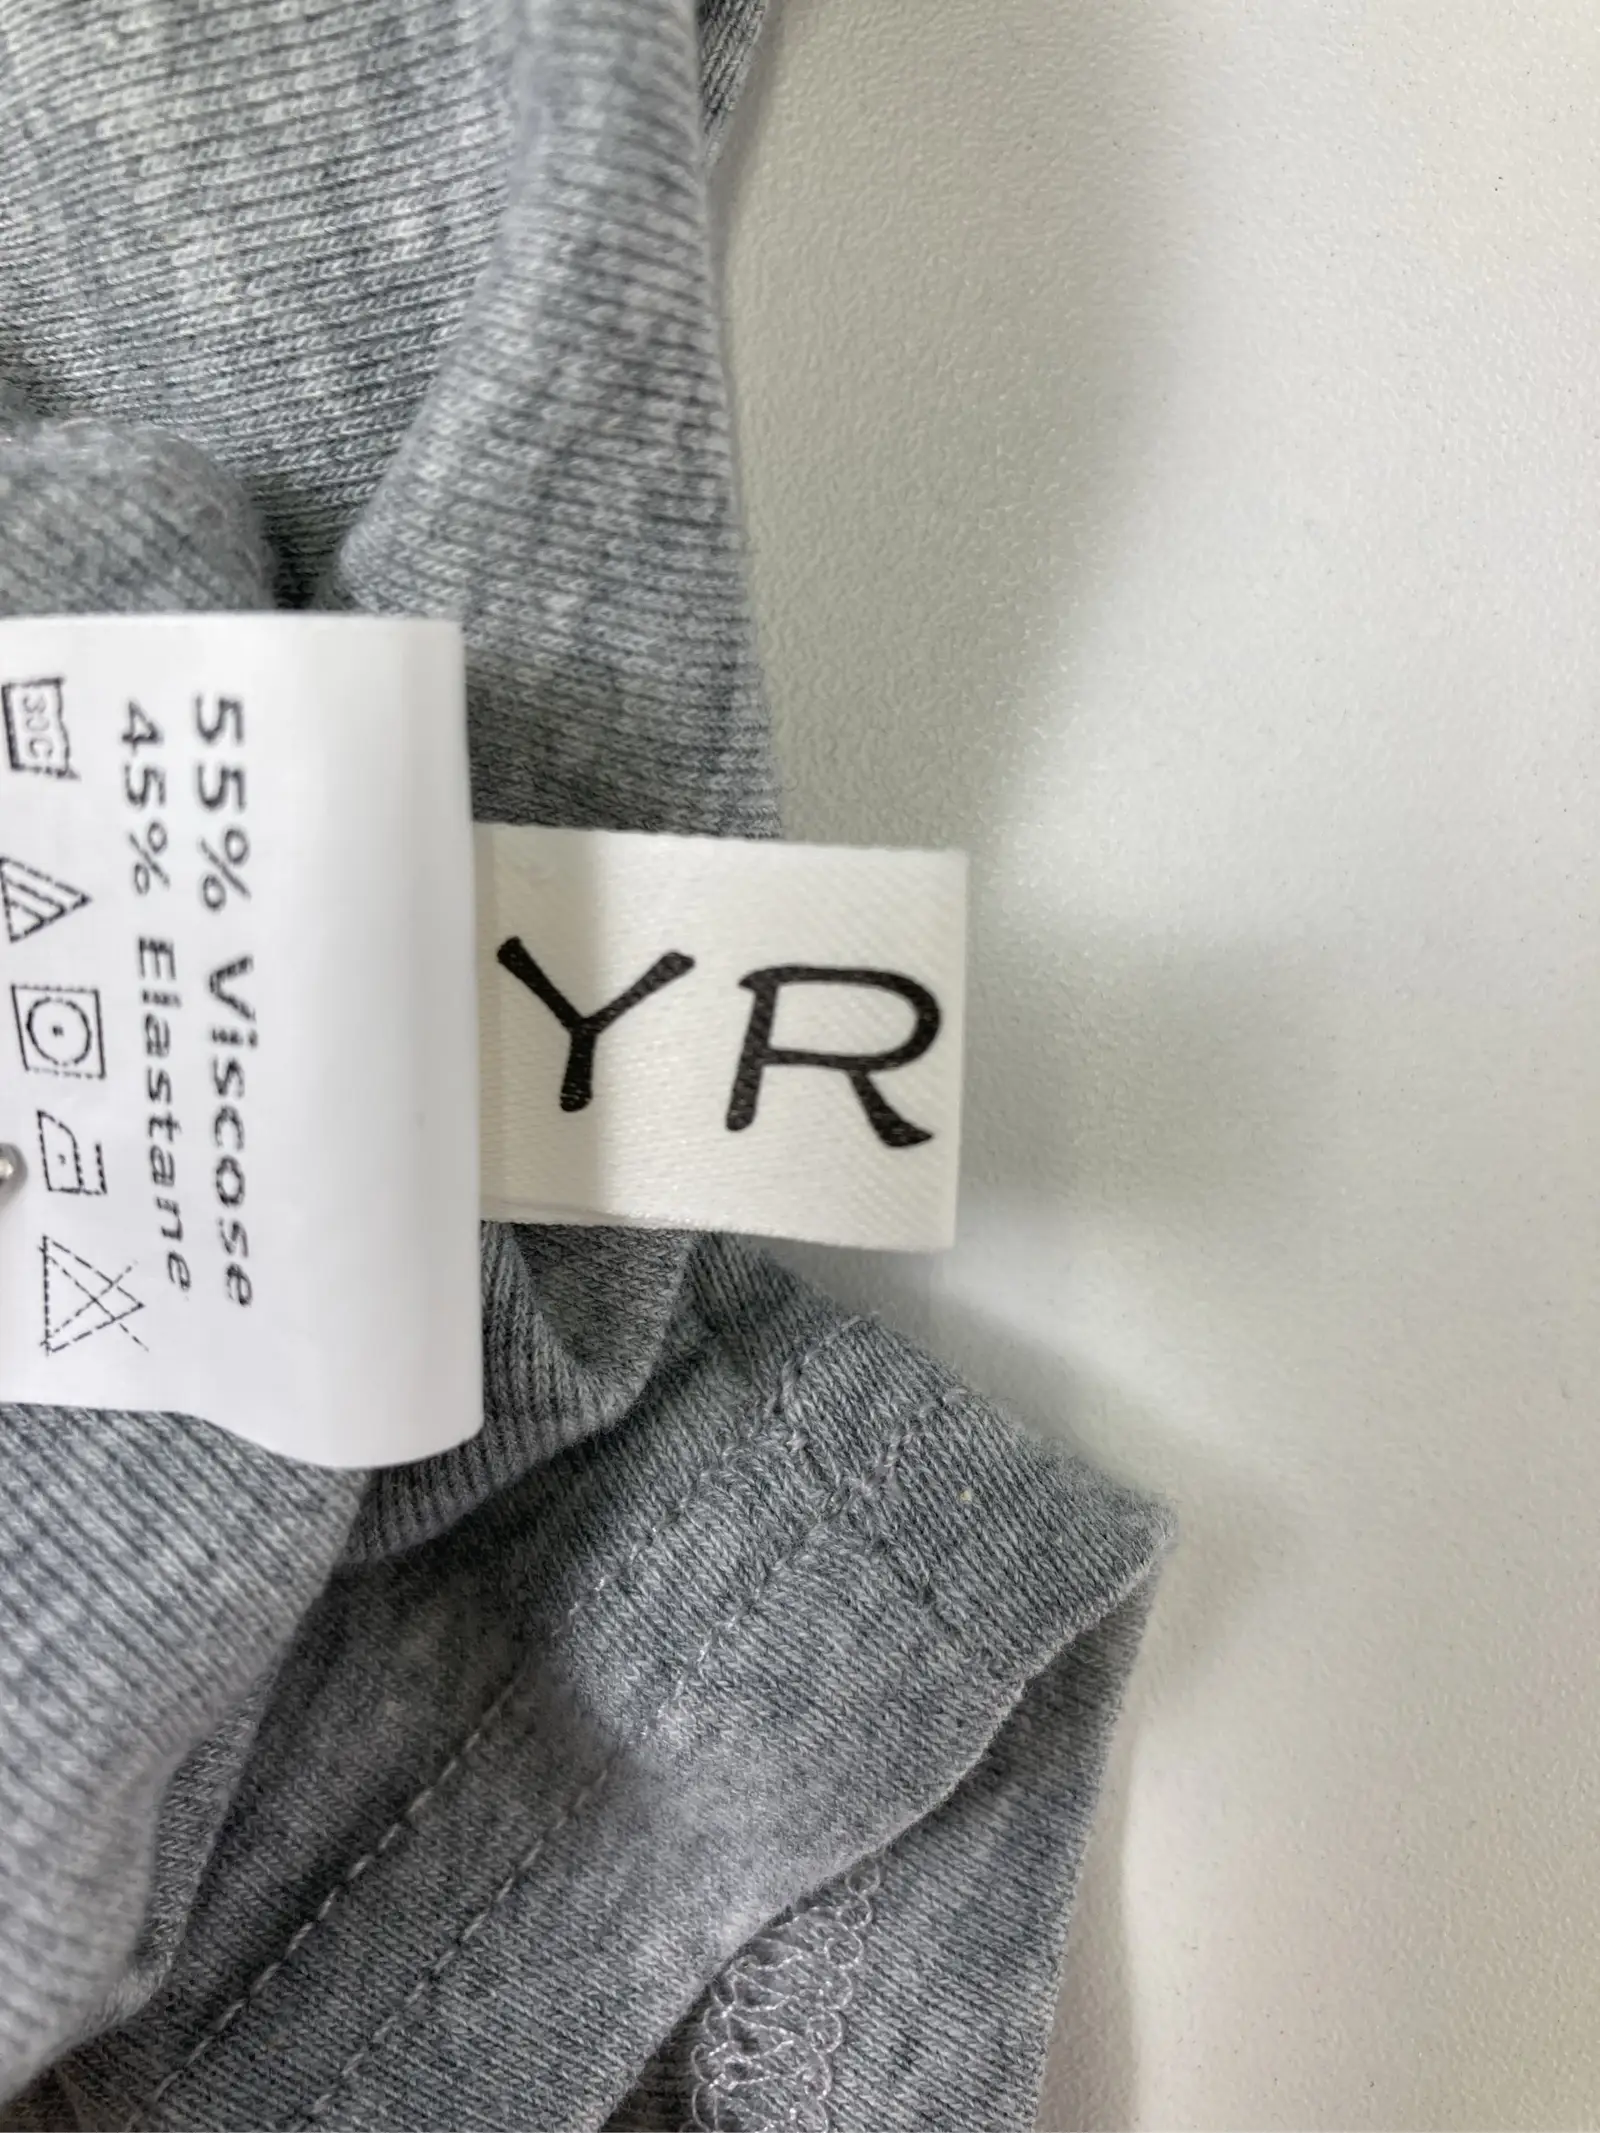 55% Viscose
45% Elastane
30C
YR